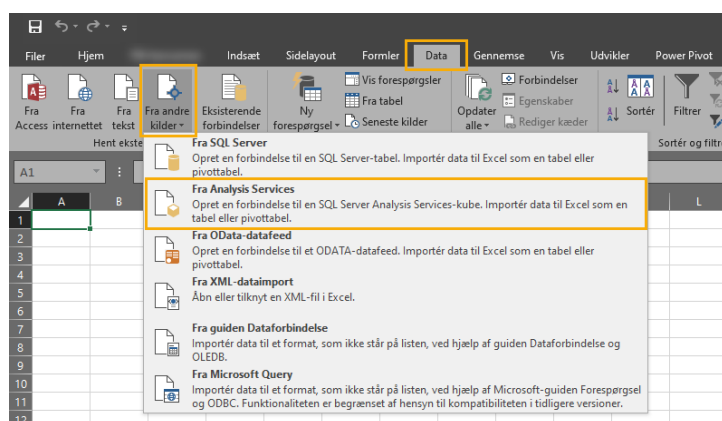 Filer Hjem Indsæt Sidelayout Formler Data Gennemse Vis Udvikler Power Pivot
Fra Access
Fra internettet
Fra tekst
Fra andre kilder
Eksisterende forbindelser
Ny forespørgsel
Vis forespørgsler
Fra tabel
Seneste kilder
Opdater alle
Forbindelser
Egenskaber
Rediger kæder
Sortér
Filtrer
Hent ekste
Sortér og filtr
A1
A B L
Fra SQL Server
Opret en forbindelse til en SQL Server-tabel. Importér data til Excel som en tabel eller
pivottabel.
Fra Analysis Services
Opret en forbindelse til en SQL Server Analysis Services-kube. Importér data til Excel som en
tabel eller pivottabel.
Fra OData-datafeed
Opret en forbindelse til et ODATA-datafeed. Importér data til Excel som en tabel eller
pivottabel.
Fra XML-dataimport
Åbn eller tilknyt en XML-fil i Excel.
Fra guiden Dataforbindelse
Importér data til et format, som ikke står på listen, ved hjælp af guiden Dataforbindelse og
OLEDB.
Fra Microsoft Query
Importér data til et format, som ikke står på listen, ved hjælp af Microsoft-guiden Forespørgsel
og ODBC. Funktionaliteten er begrænset af hensyn til kompatibiliteten i tidligere versioner.
1
2
3
4
5
6
7
8
9
10
11
12